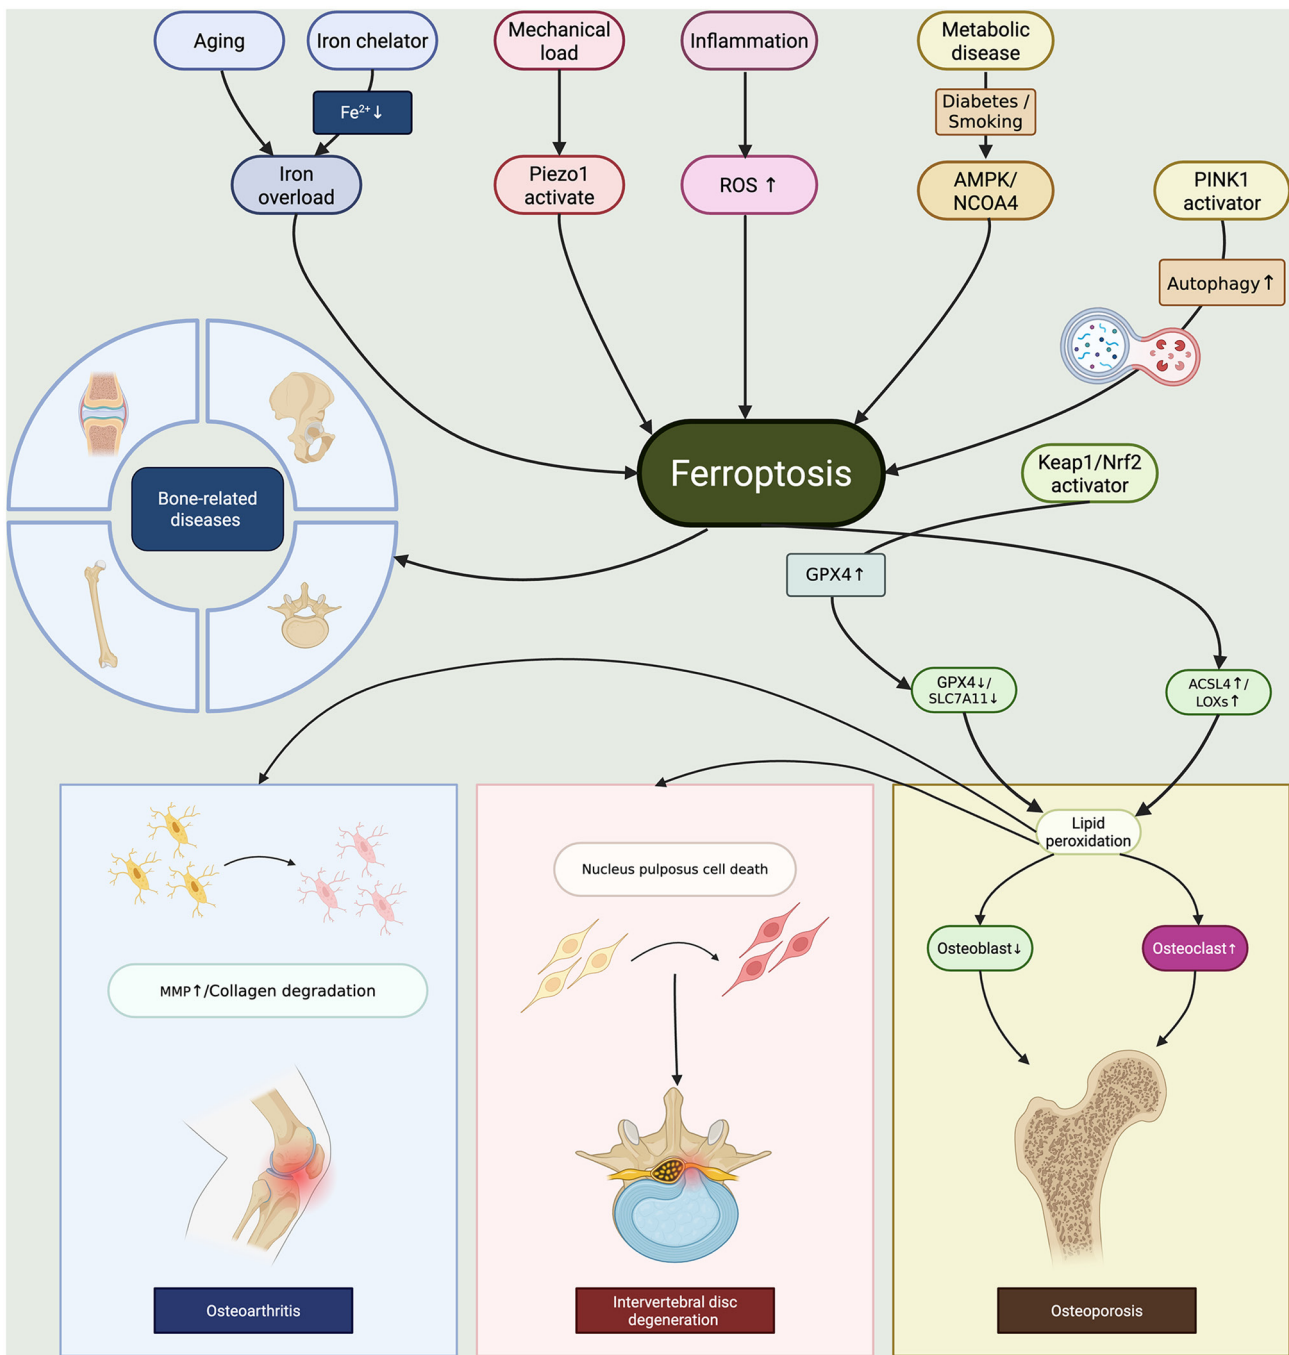 Aging
Iron chelator
Mechanical
load
Inflammation
Metabolic
disease
Fe²⁺↓
Diabetes /
Smoking
Iron
overload
Piezo1
activate
ROS ↑
AMPK/
NCOA4
PINK1
activator
Autophagy↑
Ferroptosis
Keap1/Nrf2
activator
Bone-related
diseases
GPX4↑
GPX4↓/
SLC7A11↓
ACSL4↑/
LOXs↑
Lipid
peroxidation
Nucleus pulposus cell death
Osteoblast↓
Osteoclast↑
MMP↑/Collagen degradation
Osteoarthritis
Intervertebral disc
degeneration
Osteoporosis